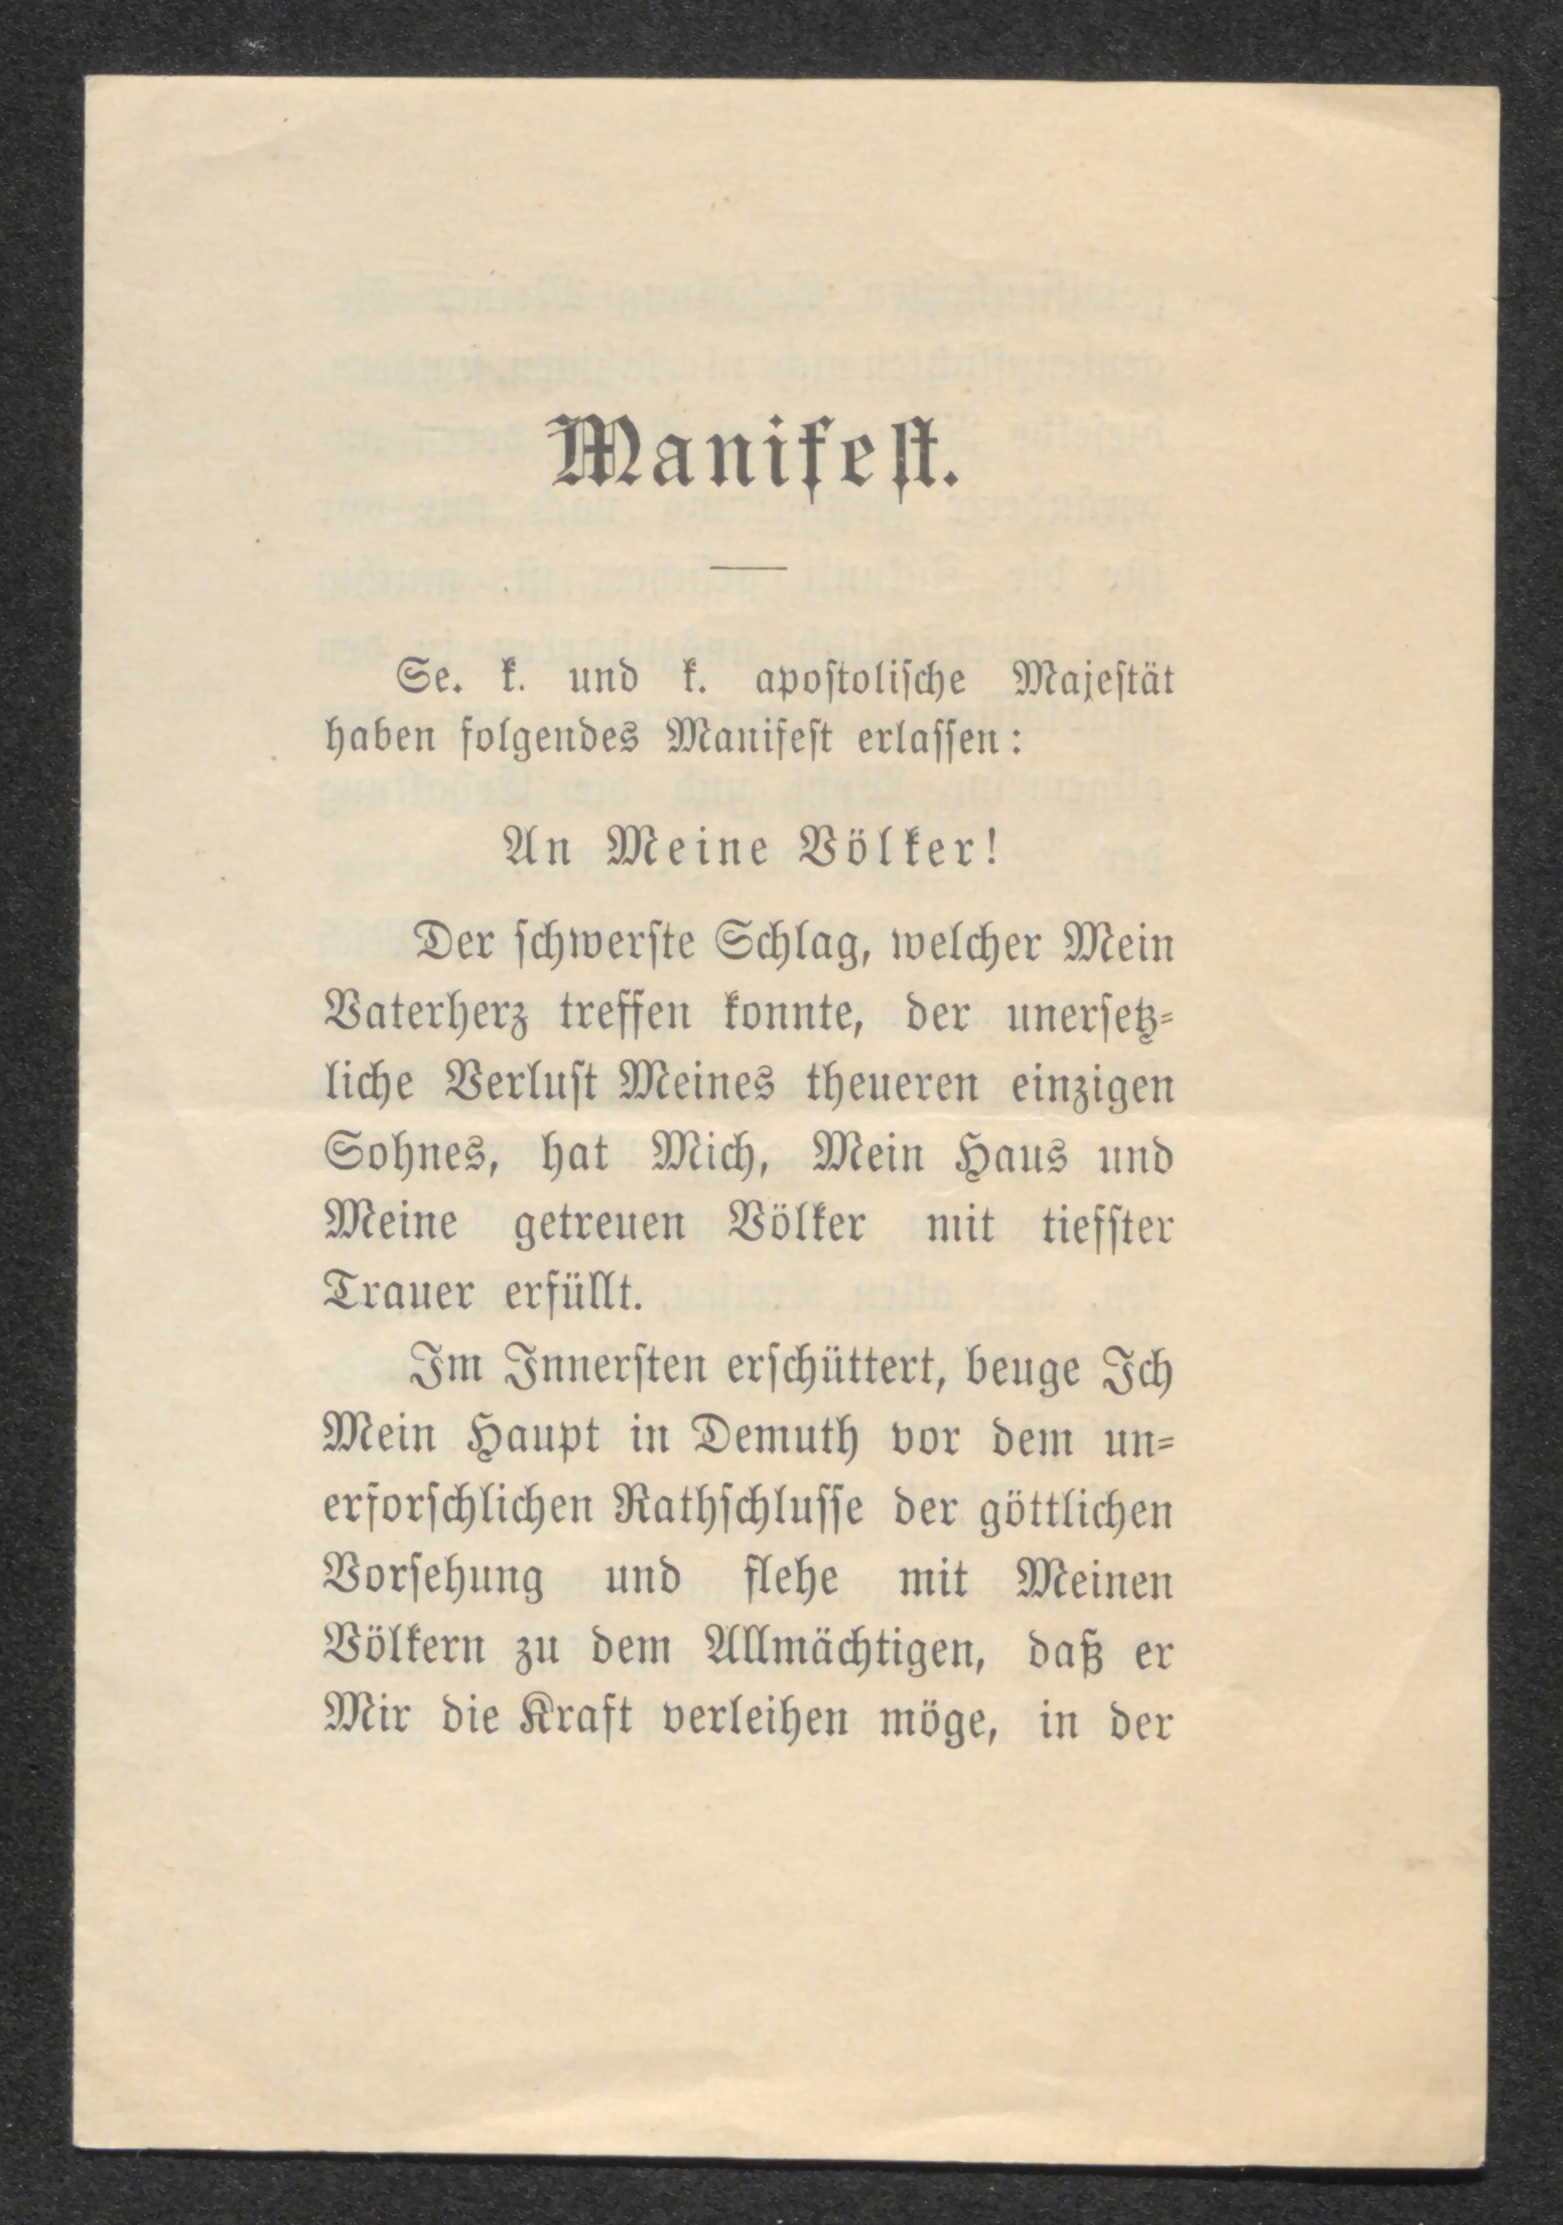 Manifest.
Se. k. und k. apostolische Majestät
haben folgendes Manifest erlassen:
An Meine Völker!
Der schwerste Schlag, welcher Mein
Vaterherz treffen konnte, der unersetz-
liche Verlust Meines theueren einzigen
Sohnes, hat Mich, Mein Haus und
Meine getreuen Völker mit tiefster
Trauer erfüllt.
Im Innersten erschüttert, beuge Ich
Mein Haupt in Demuth vor dem un-
erforschlichen Rathschlusse der göttlichen
Vorsehung und flehe mit Meinen
Völkern zu dem Allmächtigen, daß er
Mir die Kraft verleihen möge, in der